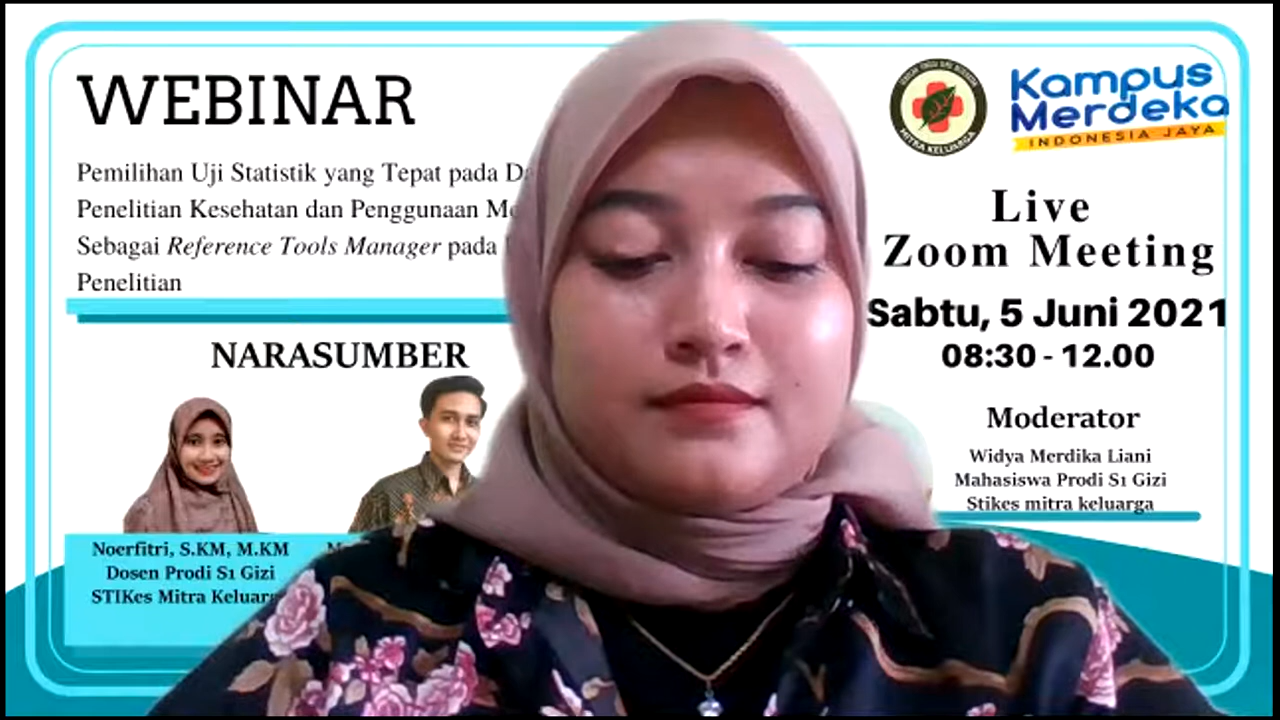 WEBINAR
Pemilihan Uji Statistik yang Tepat pada
Penelitian Kesehatan dan Penggunaan
Sebagai Reference Tools Manager pada
Penelitian
NARASUMBER
Noerfitri, S.KM, M.KM
Dosen Prodi S1 Gizi
STIKes Mitra Keluarga
MITRA KELUARGA
Kampus
Merdeka
INDONESIA JAYA
Live
Zoom Meeting
Sabtu, 5 Juni 2021
08:30 - 12.00
Moderator
Widya Merdika Liani
Mahasiswa Prodi S1 Gizi
Stikes mitra keluarga